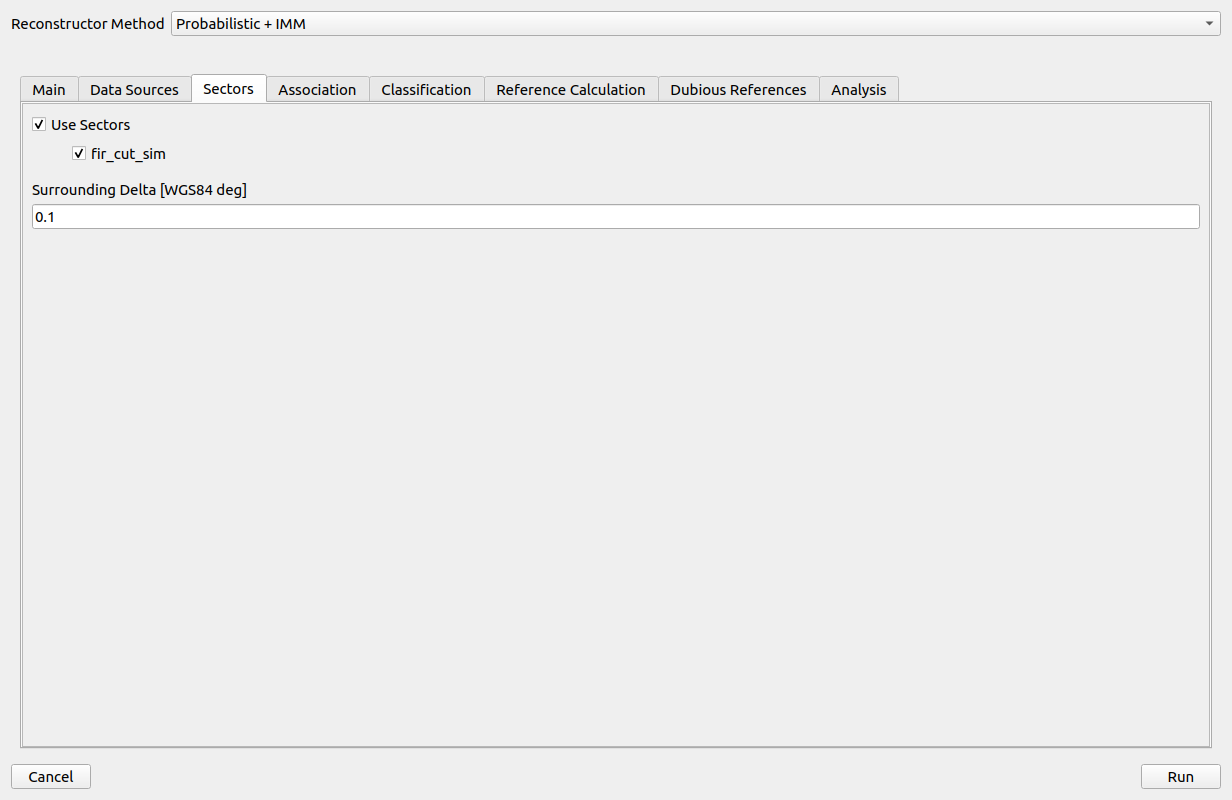 Reconstructor Method Probabilistic + IMM
Main Data Sources Sectors Association Classification Reference Calculation Dubious References Analysis
Use Sectors
fir_cut_sim
Surrounding Delta [WGS84 deg]
0.1
Cancel Run